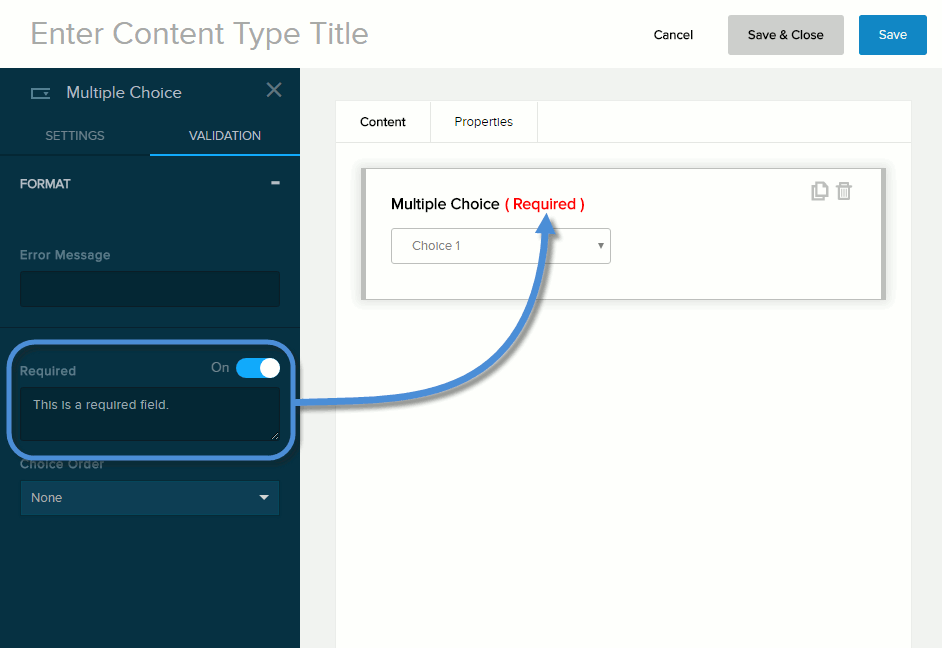 Enter Content Type Title
Cancel
Save & Close
Save
Multiple Choice
SETTINGS
VALIDATION
FORMAT
Error Message
Required
On
This is a required field.
Choice Order
None
Content
Properties
Multiple Choice ( Required )
Choice 1